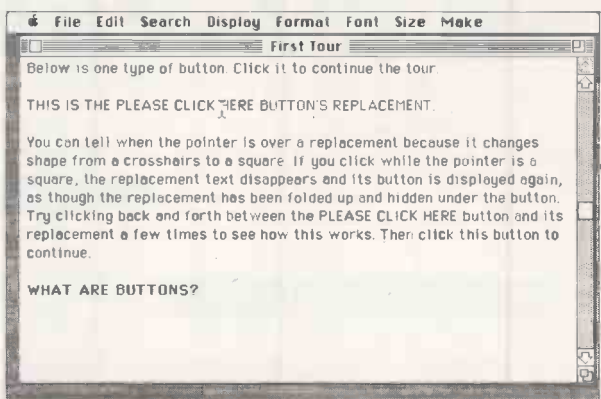 File Edit Search Display Format Font Size Make
First Tour
Below is one type of button. Click it to continue the tour.
THIS IS THE PLEASE CLICK HERE BUTTON'S REPLACEMENT.
You can tell when the pointer is over a replacement because it changes
shape from a crosshairs to a square. If you click while the pointer is a
square, the replacement text disappears and its button is displayed again,
as though the replacement has been folded up and hidden under the button.
Try clicking back and forth between the PLEASE CLICK HERE button and its
replacement a few times to see how this works. Then click this button to
continue.
WHAT ARE BUTTONS?